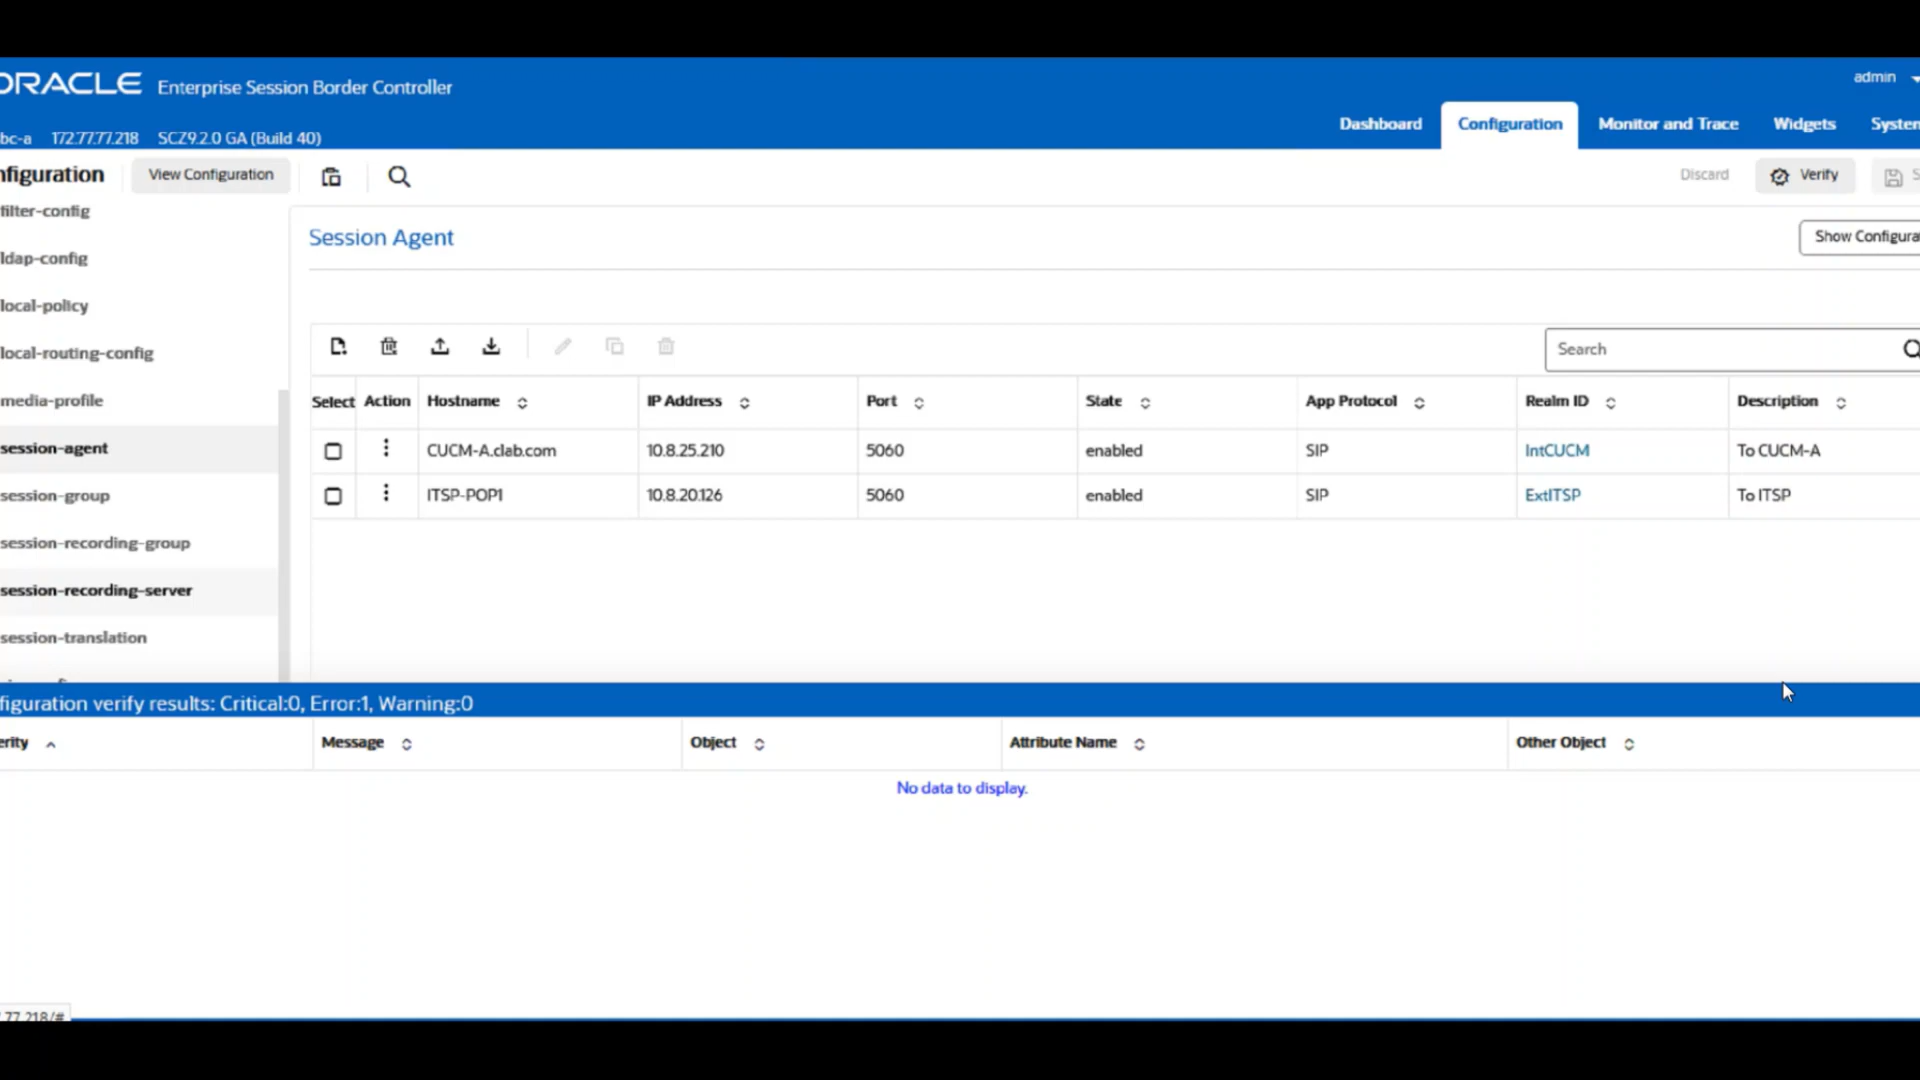 ORACLE Enterprise Session Border Controller
admin
bc-a 172.77.77.218 SCZ9.2.0 GA (Build 40)
Dashboard Configuration Monitor and Trace Widgets System
nfiguration View Configuration Discard Verify S
filter-config
ldap-config
local-policy
local-routing-config
media-profile
session-agent
session-group
session-recording-group
session-recording-server
session-translation
Session Agent
Show Configurat
Search
Select Action Hostname IP Address Port State App Protocol Realm ID Description
CUCM-A.clab.com 10.8.25.210 5060 enabled SIP IntCUCM To CUCM-A
ITSP-POP1 10.8.20.126 5060 enabled SIP ExtITSP To ITSP
figuration verify results: Critical:0, Error:1, Warning:0
erity Message Object Attribute Name Other Object
No data to display.
.77.218/#